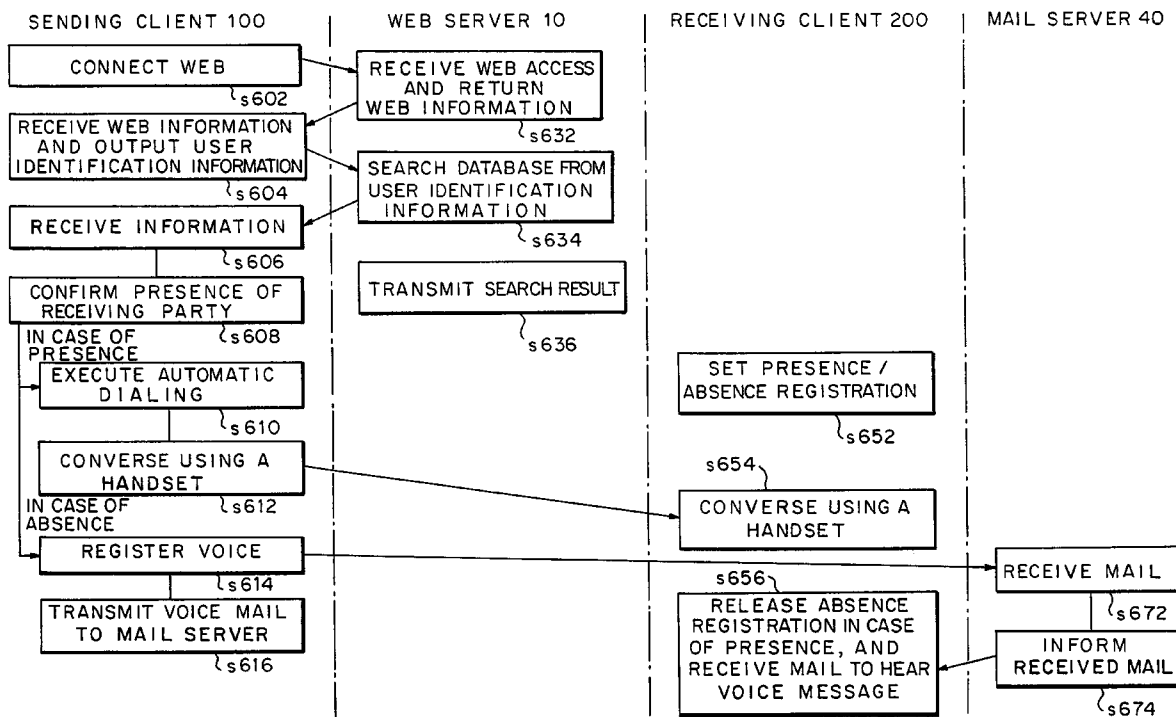 SENDING CLIENT 100
WEB SERVER 10
RECEIVING CLIENT 200
MAIL SERVER 40
CONNECT WEB
s602
RECEIVE WEB ACCESS
AND RETURN
WEB INFORMATION
s632
RECEIVE WEB INFORMATION
AND OUTPUT USER
IDENTIFICATION INFORMATION
s604
SEARCH DATABASE FROM
USER IDENTIFICATION
INFORMATION
s634
RECEIVE INFORMATION
s606
TRANSMIT SEARCH RESULT
s636
CONFIRM PRESENCE OF
RECEIVING PARTY
s608
IN CASE OF
PRESENCE
EXECUTE AUTOMATIC
DIALING
s610
SET PRESENCE /
ABSENCE REGISTRATION
s652
CONVERSE USING A
HANDSET
s612
s654
CONVERSE USING A
HANDSET
IN CASE OF
ABSENCE
REGISTER VOICE
s614
RECEIVE MAIL
s672
TRANSMIT VOICE MAIL
TO MAIL SERVER
s616
s656
RELEASE ABSENCE
REGISTRATION IN CASE
OF PRESENCE, AND
RECEIVE MAIL TO HEAR
VOICE MESSAGE
INFORM
RECEIVED MAIL
s674